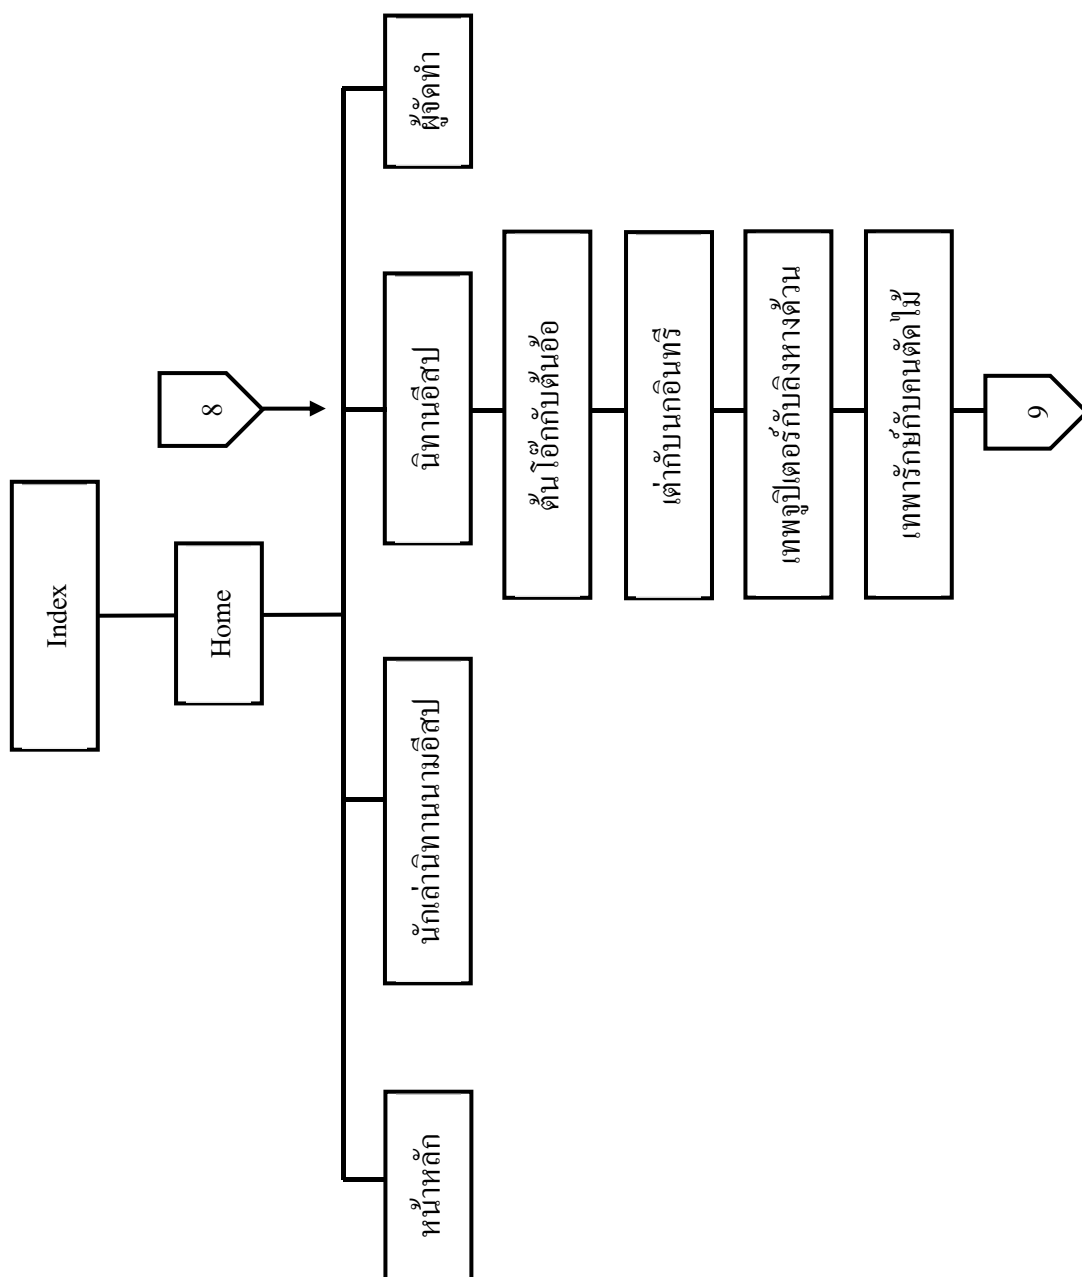 Index
Home
8
หน้าหลัก
นักเล่านิทานนามอีสป
นิทานอีสป
ผู้จัดทำ
ต้นโอ๊กกับต้นอ้อ
เต่ากับนกอินทรี
เทพจูปีเตอร์กับลิงหางด้วน
เทพารักษ์กับคนตัดไม้
9